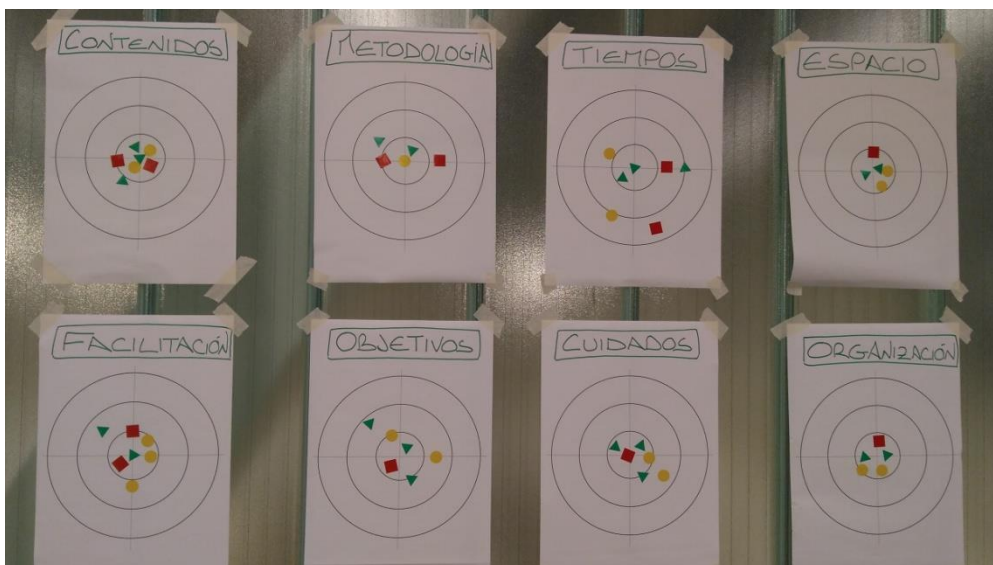 CONTENIDOS
METODOLOGÍA
TIEMPOS
ESPACIO
FACILITACIÓN
OBJETIVOS
CUIDADOS
ORGANIZACIÓN